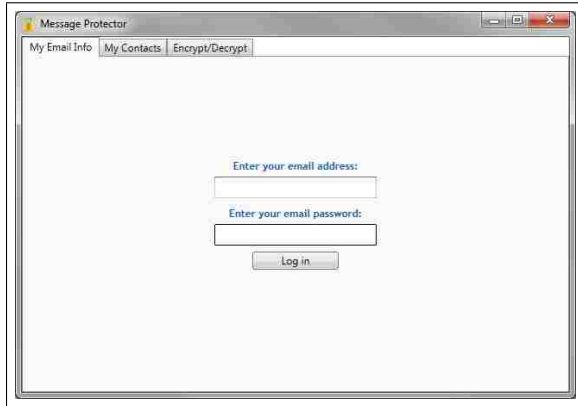 Message Protector
My Email Info My Contacts Encrypt/Decrypt
Enter your email address:
Enter your email password:
Log in